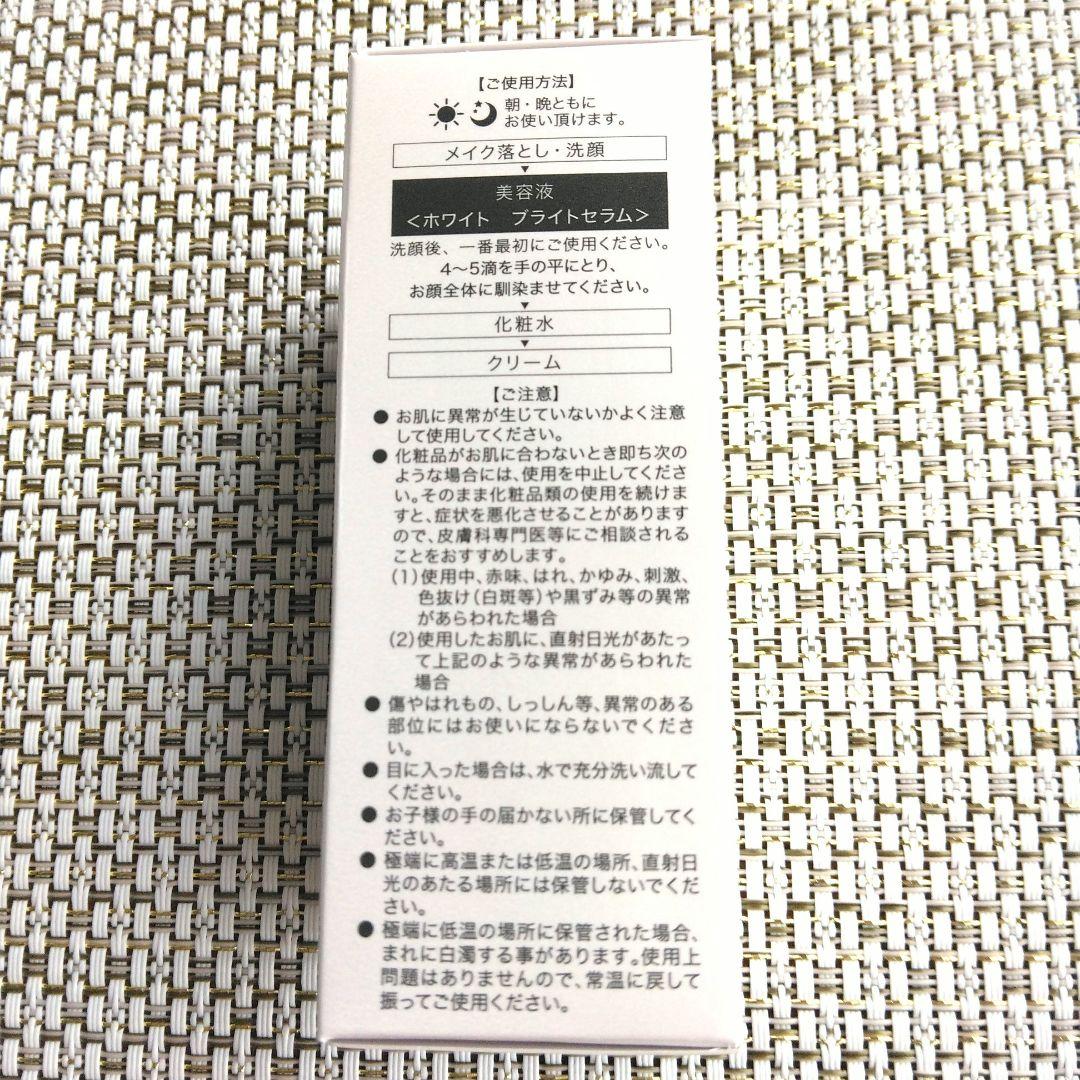 【ご使用方法】
朝・晩ともに
お使い頂けます。
メイク落とし・洗顔
美容液
＜ホワイト　ブライトセラム＞
洗顔後、一番最初にご使用ください。
4～5滴を手の平にとり、
お顔全体に馴染ませてください。
化粧水
クリーム
【ご注意】
● お肌に異常が生じていないかよく注意
して使用してください。
● 化粧品がお肌に合わないとき即ち次の
ような場合には、使用を中止してくださ
い。そのまま化粧品類の使用を続けま
すと、症状を悪化させることがあります
ので、皮膚科専門医等にご相談される
ことをおすすめします。
(1)使用中、赤味、はれ、かゆみ、刺激、
色抜け(白斑等)や黒ずみ等の異常
があらわれた場合
(2)使用したお肌に、直射日光があたっ
て上記のような異常があらわれた
場合
● 傷やはれもの、しっしん等、異常のある
部位にはお使いにならないでくださ
い。
● 目に入った場合は、水で充分洗い流して
ください。
● お子様の手の届かない所に保管してく
ださい。
● 極端に高温または低温の場所、直射日
光のあたる場所には保管しないでくだ
さい。
● 極端に低温の場所に保管された場合、
まれに白濁する事があります。使用上
問題はありませんので、常温に戻して
振ってご使用ください。